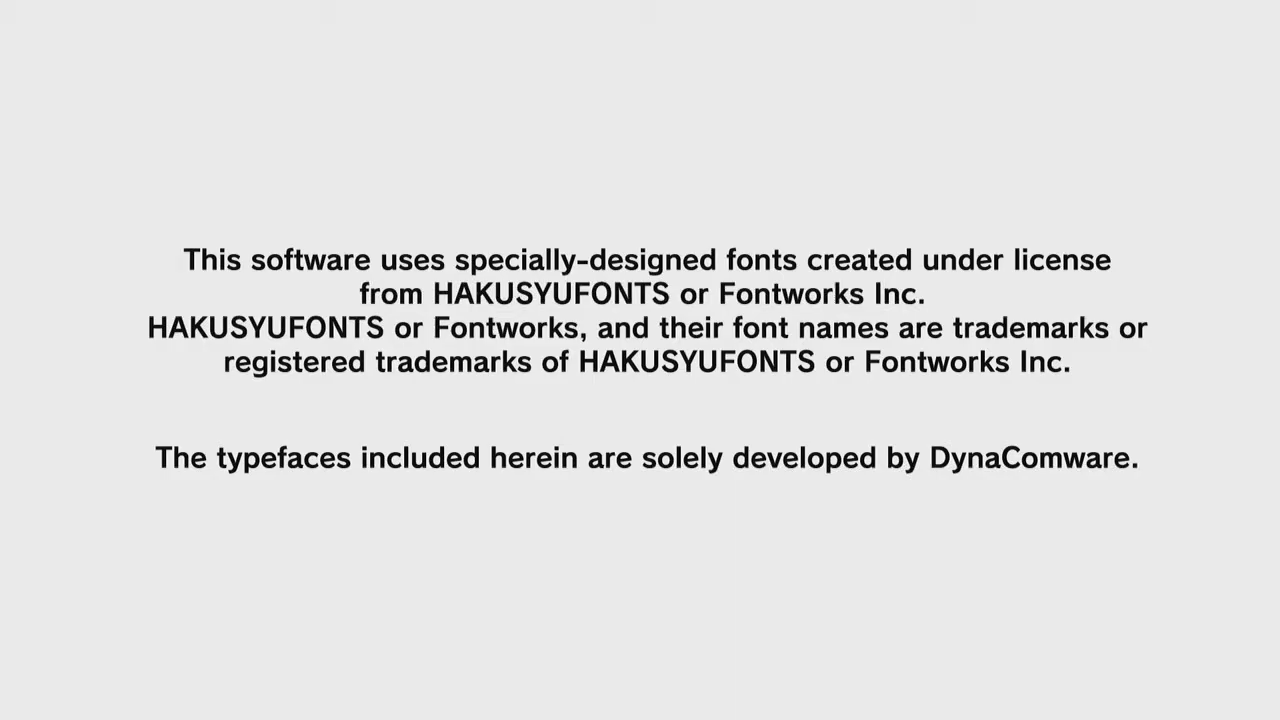 This software uses specially-designed fonts created under license
from HAKUSYUFONTS or Fontworks Inc.
HAKUSYUFONTS or Fontworks, and their font names are trademarks or
registered trademarks of HAKUSYUFONTS or Fontworks Inc.
The typefaces included herein are solely developed by DynaComware.